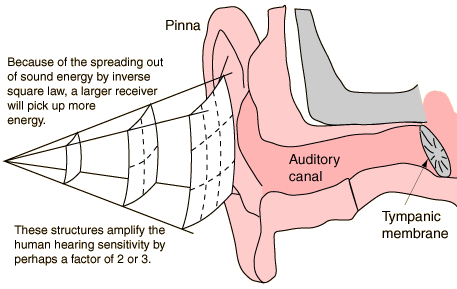 Pinna
Because of the spreading out
of sound energy by inverse
square law, a larger receiver
will pick up more
energy.
Auditory
canal
Tympanic
membrane
These structures amplify the
human hearing sensitivity by
perhaps a factor of 2 or 3.